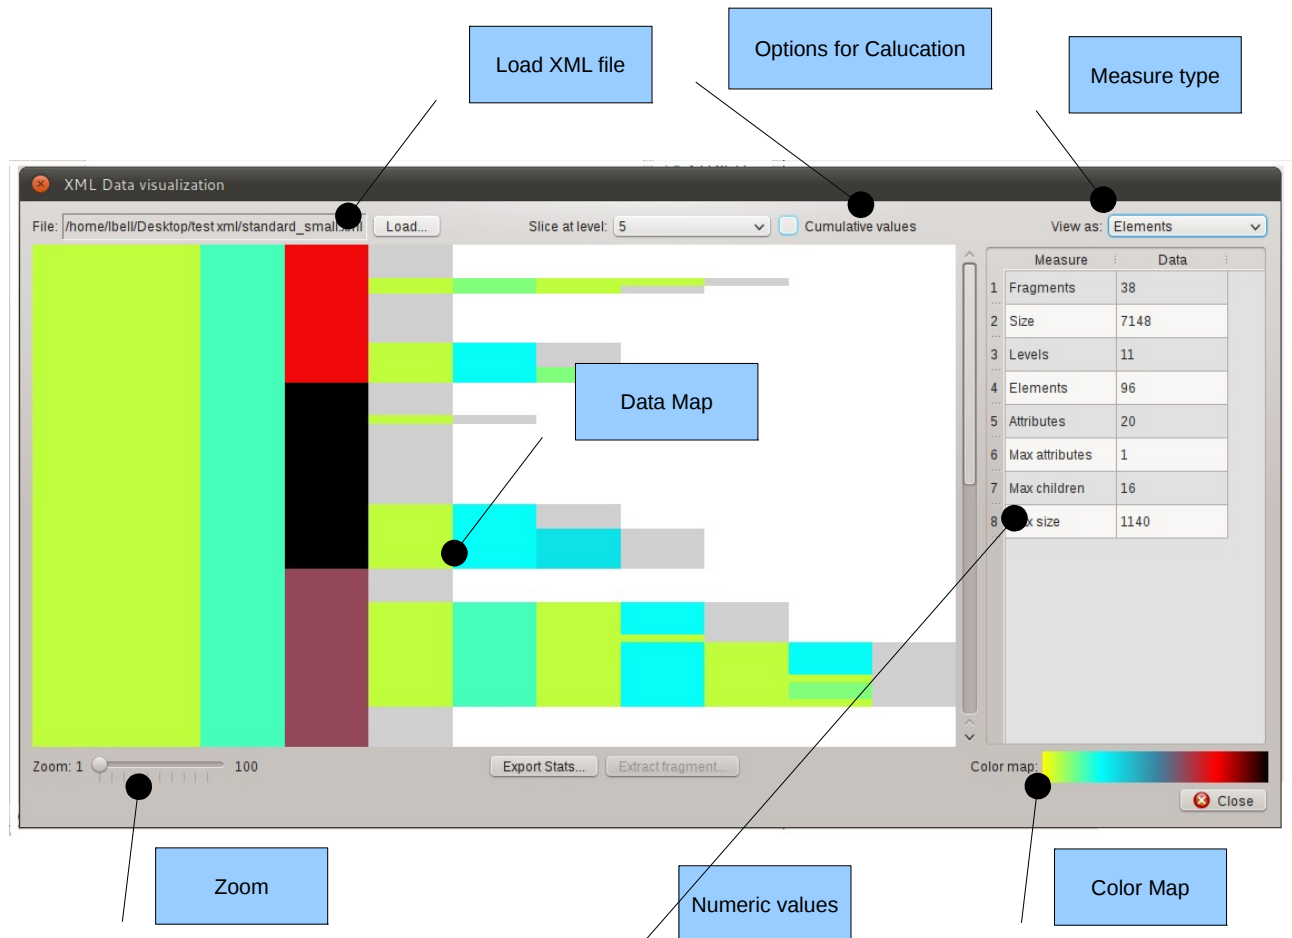 Load XML file
Options for Calucation
Measure type
XML Data visualization
File: /home/lbell/Desktop/test xml/standard_small.xml Load... Slice at level: 5 Cumulative values View as: Elements
Measure Data
1 Fragments 38
2 Size 7148
3 Levels 11
4 Elements 96
5 Attributes 20
6 Max attributes 1
7 Max children 16
8 Max size 1140
Data Map
Zoom: 1 100 Export Stats... Extract fragment... Color map:
Close
Zoom
Numeric values
Color Map